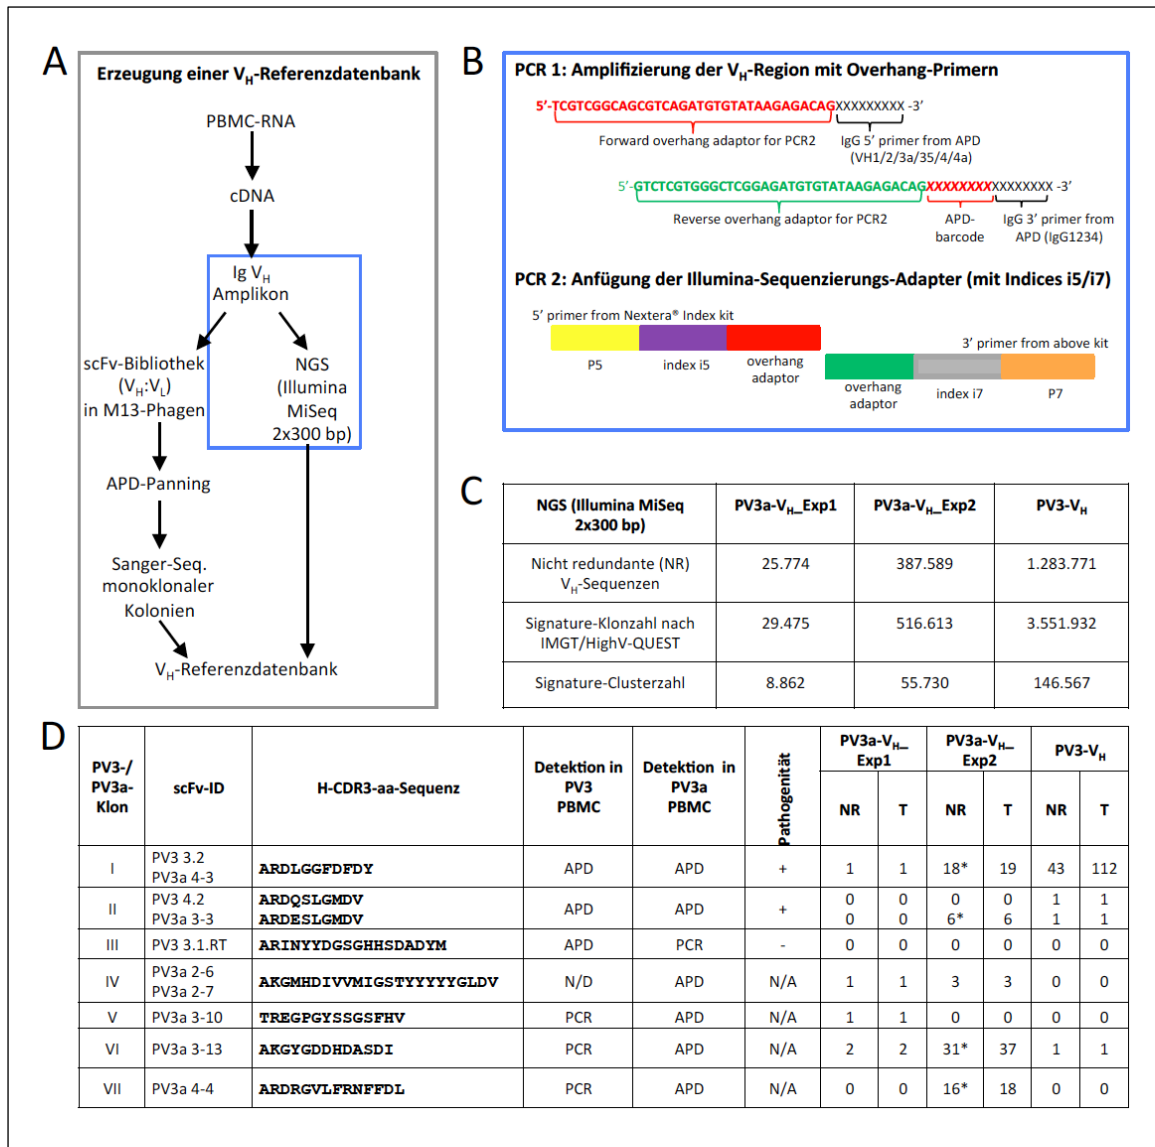 A
Erzeugung einer VH-Referenzdatenbank
PBMC-RNA
cDNA
Ig VH
Amplikon
scFv-Bibliothek
(VH:VL)
in M13-Phagen
NGS
(Illumina
MiSeq
2x300 bp)
APD-Panning
Sanger-Seq.
monoklonaler
Kolonien
VH-Referenzdatenbank
B
PCR 1: Amplifizierung der VH-Region mit Overhang-Primern
5’-TCGTCGGCAGCGTCAGATGTGTATAAGAGACAGXXXXXXXXX -3’
Forward overhang adaptor for PCR2
IgG 5’ primer from APD
(VH1/2/3a/35/4/4a)
5’-GTCTCGTGGGCTCGGAGATGTGTATAAGAGACAGXXXXXXXXXXXXXXXX -3’
Reverse overhang adaptor for PCR2
APD-
barcode
IgG 3’ primer from
APD (IgG1234)
PCR 2: Anfügung der Illumina-Sequenzierungs-Adapter (mit Indices i5/i7)
5’ primer from Nextera® Index kit
P5
index i5
overhang
adaptor
3’ primer from above kit
overhang
adaptor
index i7
P7
C
NGS (Illumina MiSeq
2x300 bp)
PV3a-VH_Exp1
PV3a-VH_Exp2
PV3-VH
Nicht redundante (NR)
VH-Sequenzen
25.774
387.589
1.283.771
Signature-Klonzahl nach
IMGT/HighV-QUEST
29.475
516.613
3.551.932
Signature-Clusterzahl
8.862
55.730
146.567
D
PV3-/
PV3a-
Klon
scFv-ID
H-CDR3-aa-Sequenz
Detektion in
PV3
PBMC
Detektion in
PV3a
PBMC
Pathogenität
PV3a-VH_
Exp1
PV3a-VH_
Exp2
PV3-VH
NR T NR T NR T
I
PV3 3.2
PV3a 4-3
ARDLGGFDFDY
APD APD + 1 1 18* 19 43 112
II
PV3 4.2
PV3a 3-3
ARDQSLGMDV
ARDESLGMDV
APD APD +
0 0 0 0 1 1
0 0 6* 6 1 1
III PV3 3.1.RT ARINYYDGSGHHSDADYM APD PCR - 0 0 0 0 0 0
IV
PV3a 2-6
PV3a 2-7
AKGMHDIVVMIGSTYYYYYGLDV
N/D APD N/A 1 1 3 3 0 0
V PV3a 3-10 TREGPGYSSGSFHV PCR APD N/A 1 1 0 0 0 0
VI PV3a 3-13 AKGYGDDHDASDI PCR APD N/A 2 2 31* 37 1 1
VII PV3a 4-4 ARDRGVLFRNFFDL PCR APD N/A 0 0 16* 18 0 0